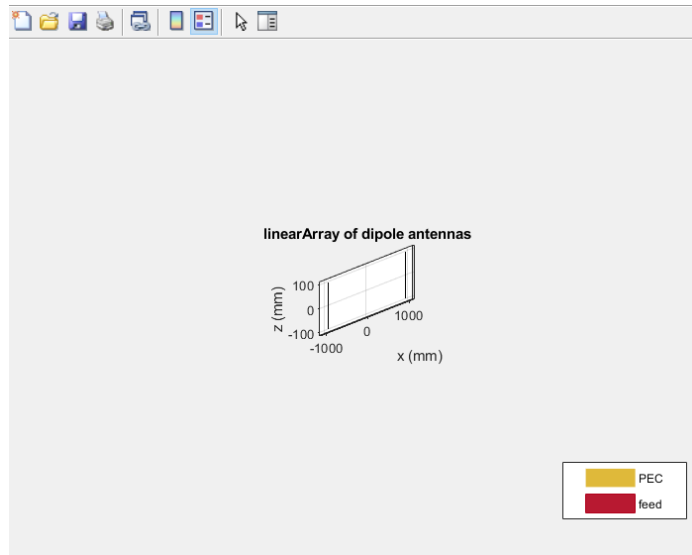 linearArray of dipole antennas
100
0
-100
z (mm)
-1000
0
1000
x (mm)
PEC
feed